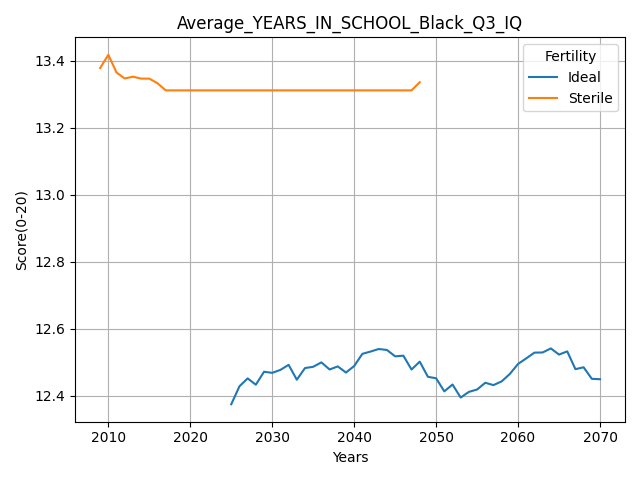 Average_YEARS_IN_SCHOOL_Black_Q3_IQ
Fertility
Ideal
Sterile
Score(0-20)
13.4
13.2
13.0
12.8
12.6
12.4
2010 2020 2030 2040 2050 2060 2070
Years